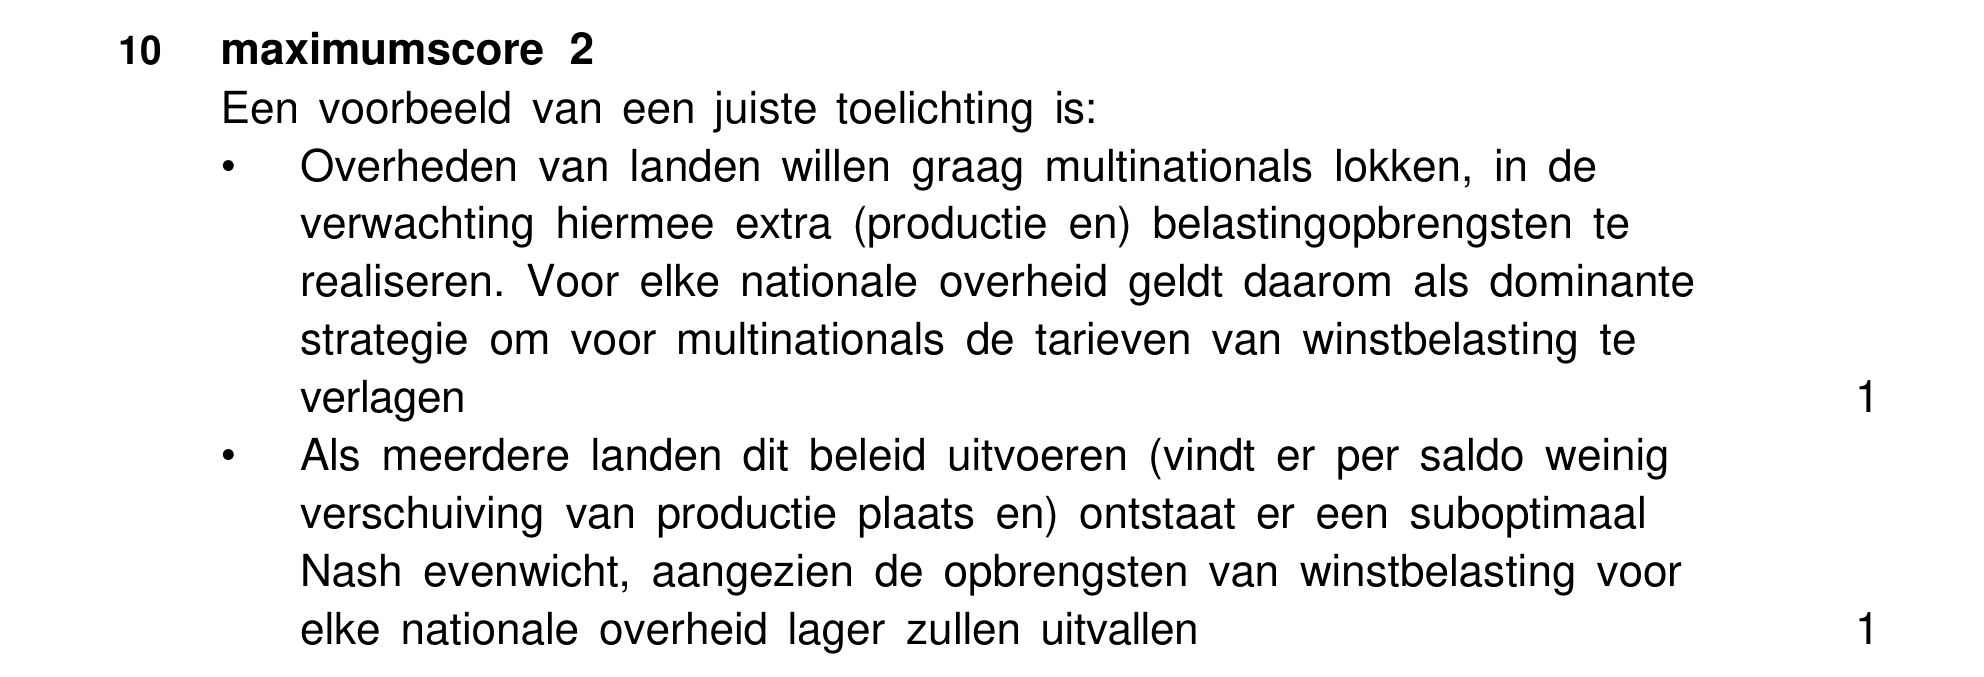 10 maximumscore 2
Een voorbeeld van een juiste toelichting is:
• Overheden van landen willen graag multinationals lokken, in de
verwachting hiermee extra (productie en) belastingopbrengsten te
realiseren. Voor elke nationale overheid geldt daarom als dominante
strategie om voor multinationals de tarieven van winstbelasting te
verlagen 1
• Als meerdere landen dit beleid uitvoeren (vindt er per saldo weinig
verschuiving van productie plaats en) ontstaat er een suboptimaal
Nash evenwicht, aangezien de opbrengsten van winstbelasting voor
elke nationale overheid lager zullen uitvallen 1